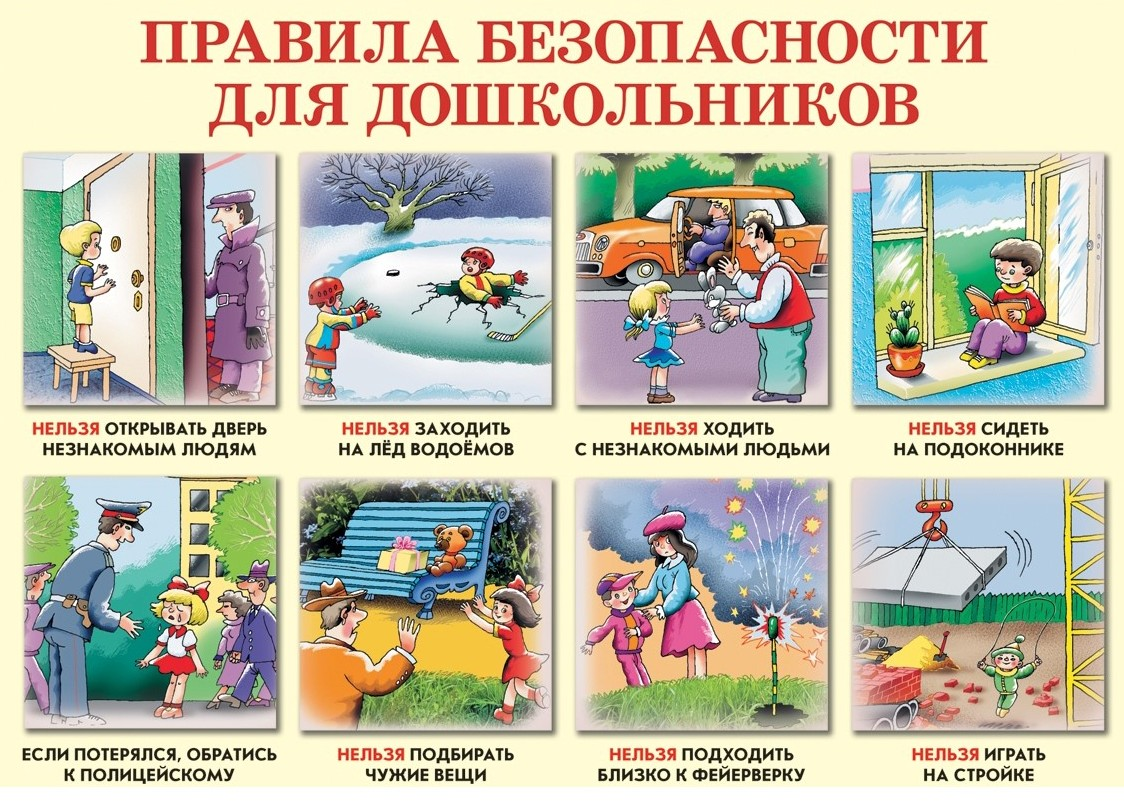 ПРАВИЛА БЕЗОПАСНОСТИ
ДЛЯ ДОШКОЛЬНИКОВ
НЕЛЬЗЯ ОТКРЫВАТЬ ДВЕРЬ
НЕЗНАКОМЫМ ЛЮДЯМ
НЕЛЬЗЯ ЗАХОДИТЬ
НА ЛЁД ВОДОЁМОВ
НЕЛЬЗЯ ХОДИТЬ
С НЕЗНАКОМЫМИ ЛЮДЬМИ
НЕЛЬЗЯ СИДЕТЬ
НА ПОДОКОННИКЕ
ЕСЛИ ПОТЕРЯЛСЯ, ОБРАТИСЬ
К ПОЛИЦЕЙСКОМУ
НЕЛЬЗЯ ПОДБИРАТЬ
ЧУЖИЕ ВЕЩИ
НЕЛЬЗЯ ПОДХОДИТЬ
БЛИЗКО К ФЕЙЕРВЕРКУ
НЕЛЬЗЯ ИГРАТЬ
НА СТРОЙКЕ